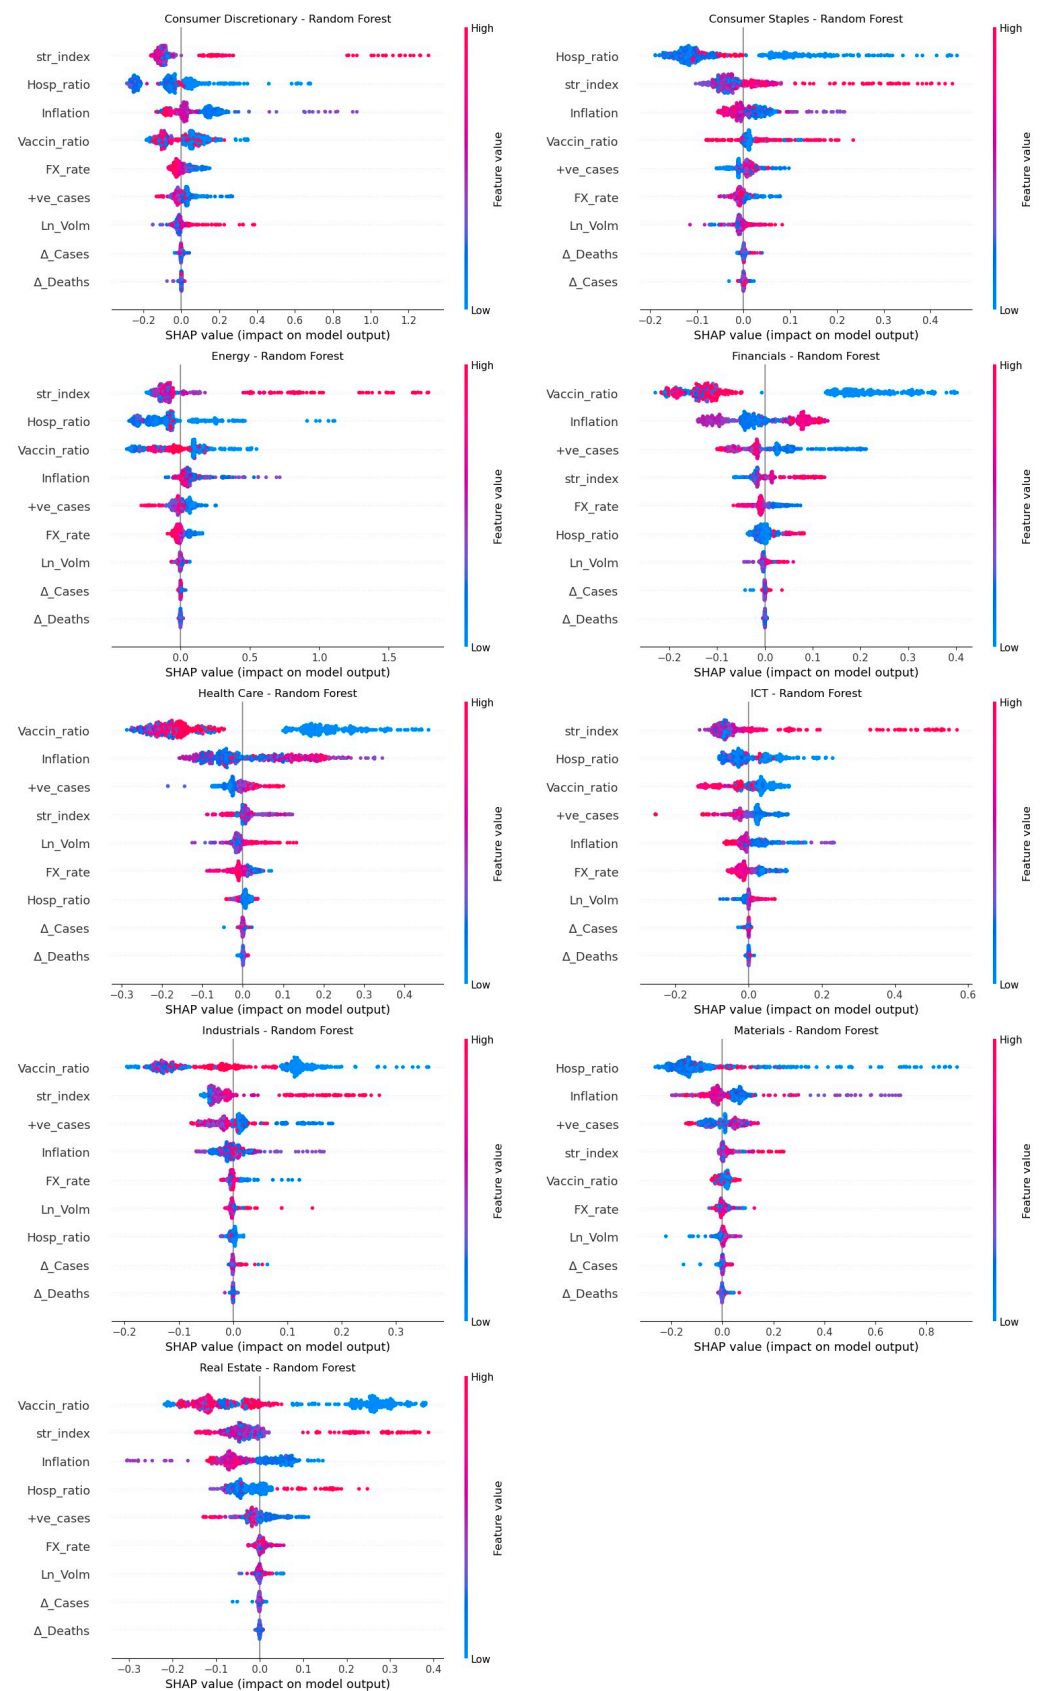 Consumer Discretionary - Random Forest
High
str_index
Hosp_ratio
Inflation
Vaccin_ratio
FX_rate
+ve_cases
Ln_Volm
Δ_Cases
Δ_Deaths
Feature value
Low
−0.2 0.0 0.2 0.4 0.6 0.8 1.0 1.2
SHAP value (impact on model output)
Consumer Staples - Random Forest
High
Hosp_ratio
str_index
Inflation
Vaccin_ratio
+ve_cases
FX_rate
Ln_Volm
Δ_Deaths
Δ_Cases
Feature value
Low
−0.2 −0.1 0.0 0.1 0.2 0.3 0.4
SHAP value (impact on model output)
Energy - Random Forest
High
str_index
Hosp_ratio
Vaccin_ratio
Inflation
+ve_cases
FX_rate
Ln_Volm
Δ_Cases
Δ_Deaths
Feature value
Low
0.0 0.5 1.0 1.5
SHAP value (impact on model output)
Financials - Random Forest
High
Vaccin_ratio
Inflation
+ve_cases
str_index
FX_rate
Hosp_ratio
Ln_Volm
Δ_Cases
Δ_Deaths
Feature value
Low
−0.2 −0.1 0.0 0.1 0.2 0.3 0.4
SHAP value (impact on model output)
Health Care - Random Forest
High
Vaccin_ratio
Inflation
+ve_cases
str_index
Ln_Volm
FX_rate
Hosp_ratio
Δ_Cases
Δ_Deaths
Feature value
Low
−0.3 −0.2 −0.1 0.0 0.1 0.2 0.3 0.4
SHAP value (impact on model output)
ICT - Random Forest
High
str_index
Hosp_ratio
Vaccin_ratio
+ve_cases
Inflation
FX_rate
Ln_Volm
Δ_Cases
Δ_Deaths
Feature value
Low
−0.2 0.0 0.2 0.4 0.6
SHAP value (impact on model output)
Industrials - Random Forest
High
Vaccin_ratio
str_index
+ve_cases
Inflation
FX_rate
Ln_Volm
Hosp_ratio
Δ_Cases
Δ_Deaths
Feature value
Low
−0.2 −0.1 0.0 0.1 0.2 0.3
SHAP value (impact on model output)
Materials - Random Forest
High
Hosp_ratio
Inflation
+ve_cases
str_index
Vaccin_ratio
FX_rate
Ln_Volm
Δ_Cases
Δ_Deaths
Feature value
Low
−0.2 0.0 0.2 0.4 0.6 0.8
SHAP value (impact on model output)
Real Estate - Random Forest
High
Vaccin_ratio
str_index
Inflation
Hosp_ratio
+ve_cases
FX_rate
Ln_Volm
Δ_Cases
Δ_Deaths
Feature value
Low
−0.3 −0.2 −0.1 0.0 0.1 0.2 0.3 0.4
SHAP value (impact on model output)